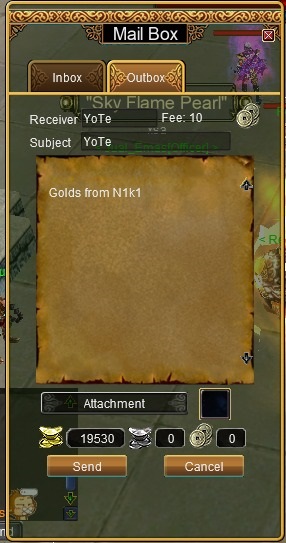 Mail Box
Inbox
Outbox
"Sky Flame Pearl"
Receiver YoTe Fee: 10
Subject YoTe
Golds from N1k1
Attachment
19530 0 0
Send Cancel